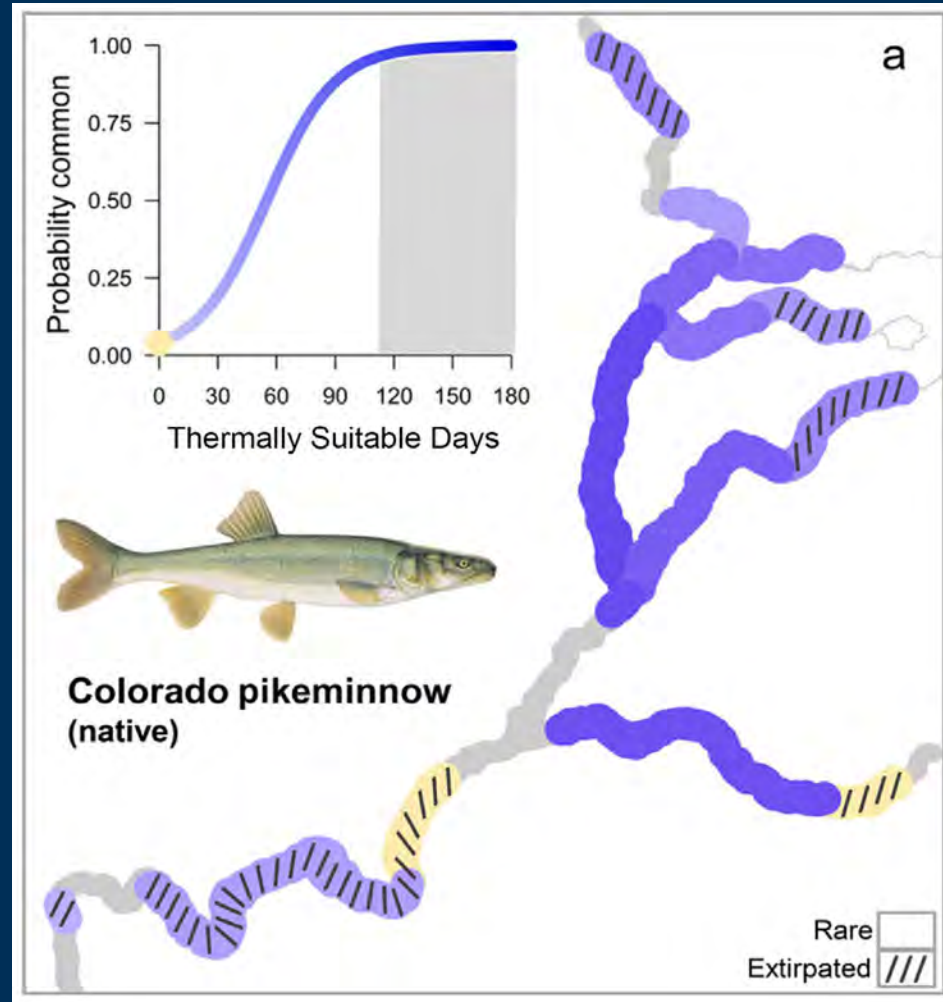 a
Probability common
1.00
0.75
0.50
0.25
0.00
0 30 60 90 120 150 180
Thermally Suitable Days
Colorado pikeminnow
(native)
Rare
Extirpated